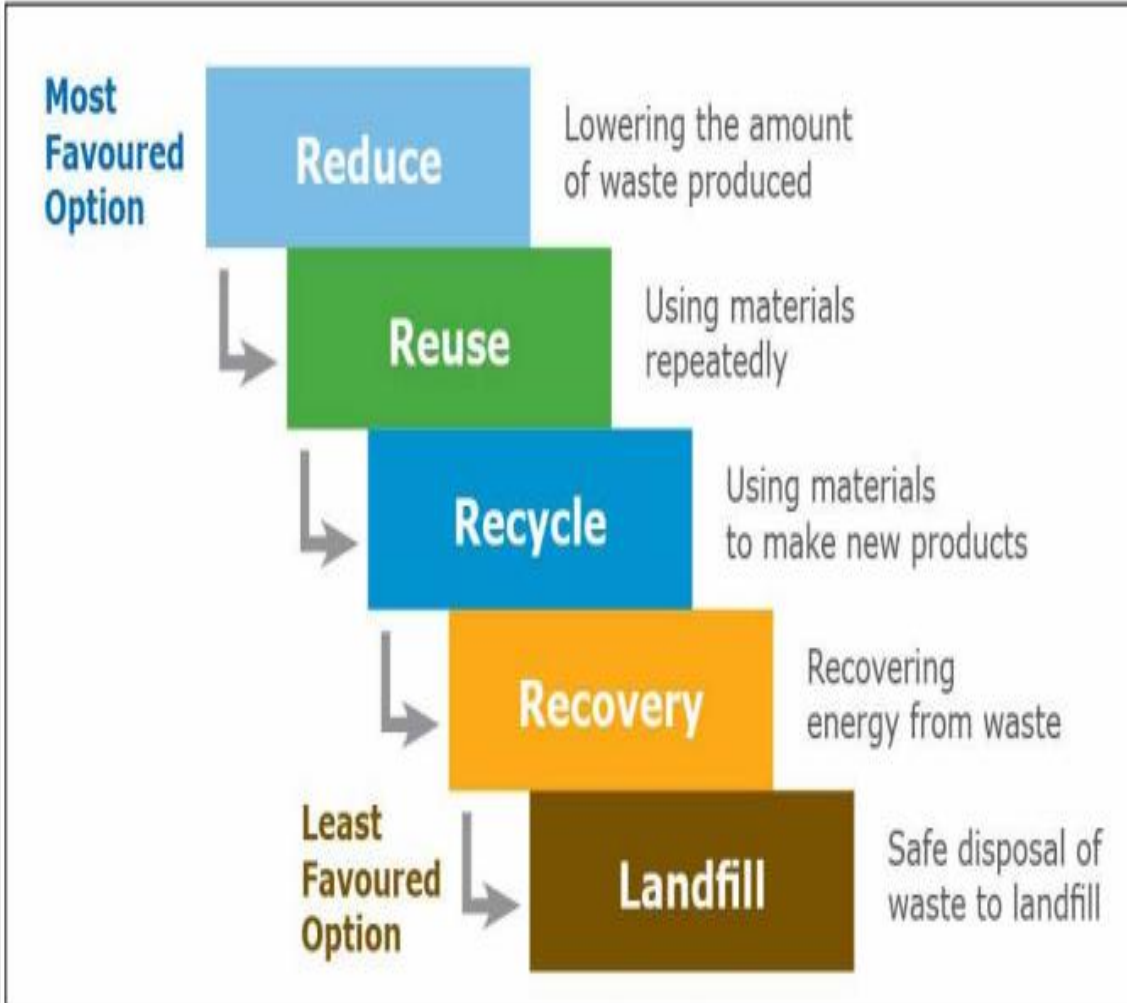 Most
Favoured
Option
Reduce
Lowering the amount
of waste produced
Reuse
Using materials
repeatedly
Recycle
Using materials
to make new products
Recovery
Recovering
energy from waste
Least
Favoured
Option
Landfill
Safe disposal of
waste to landfill